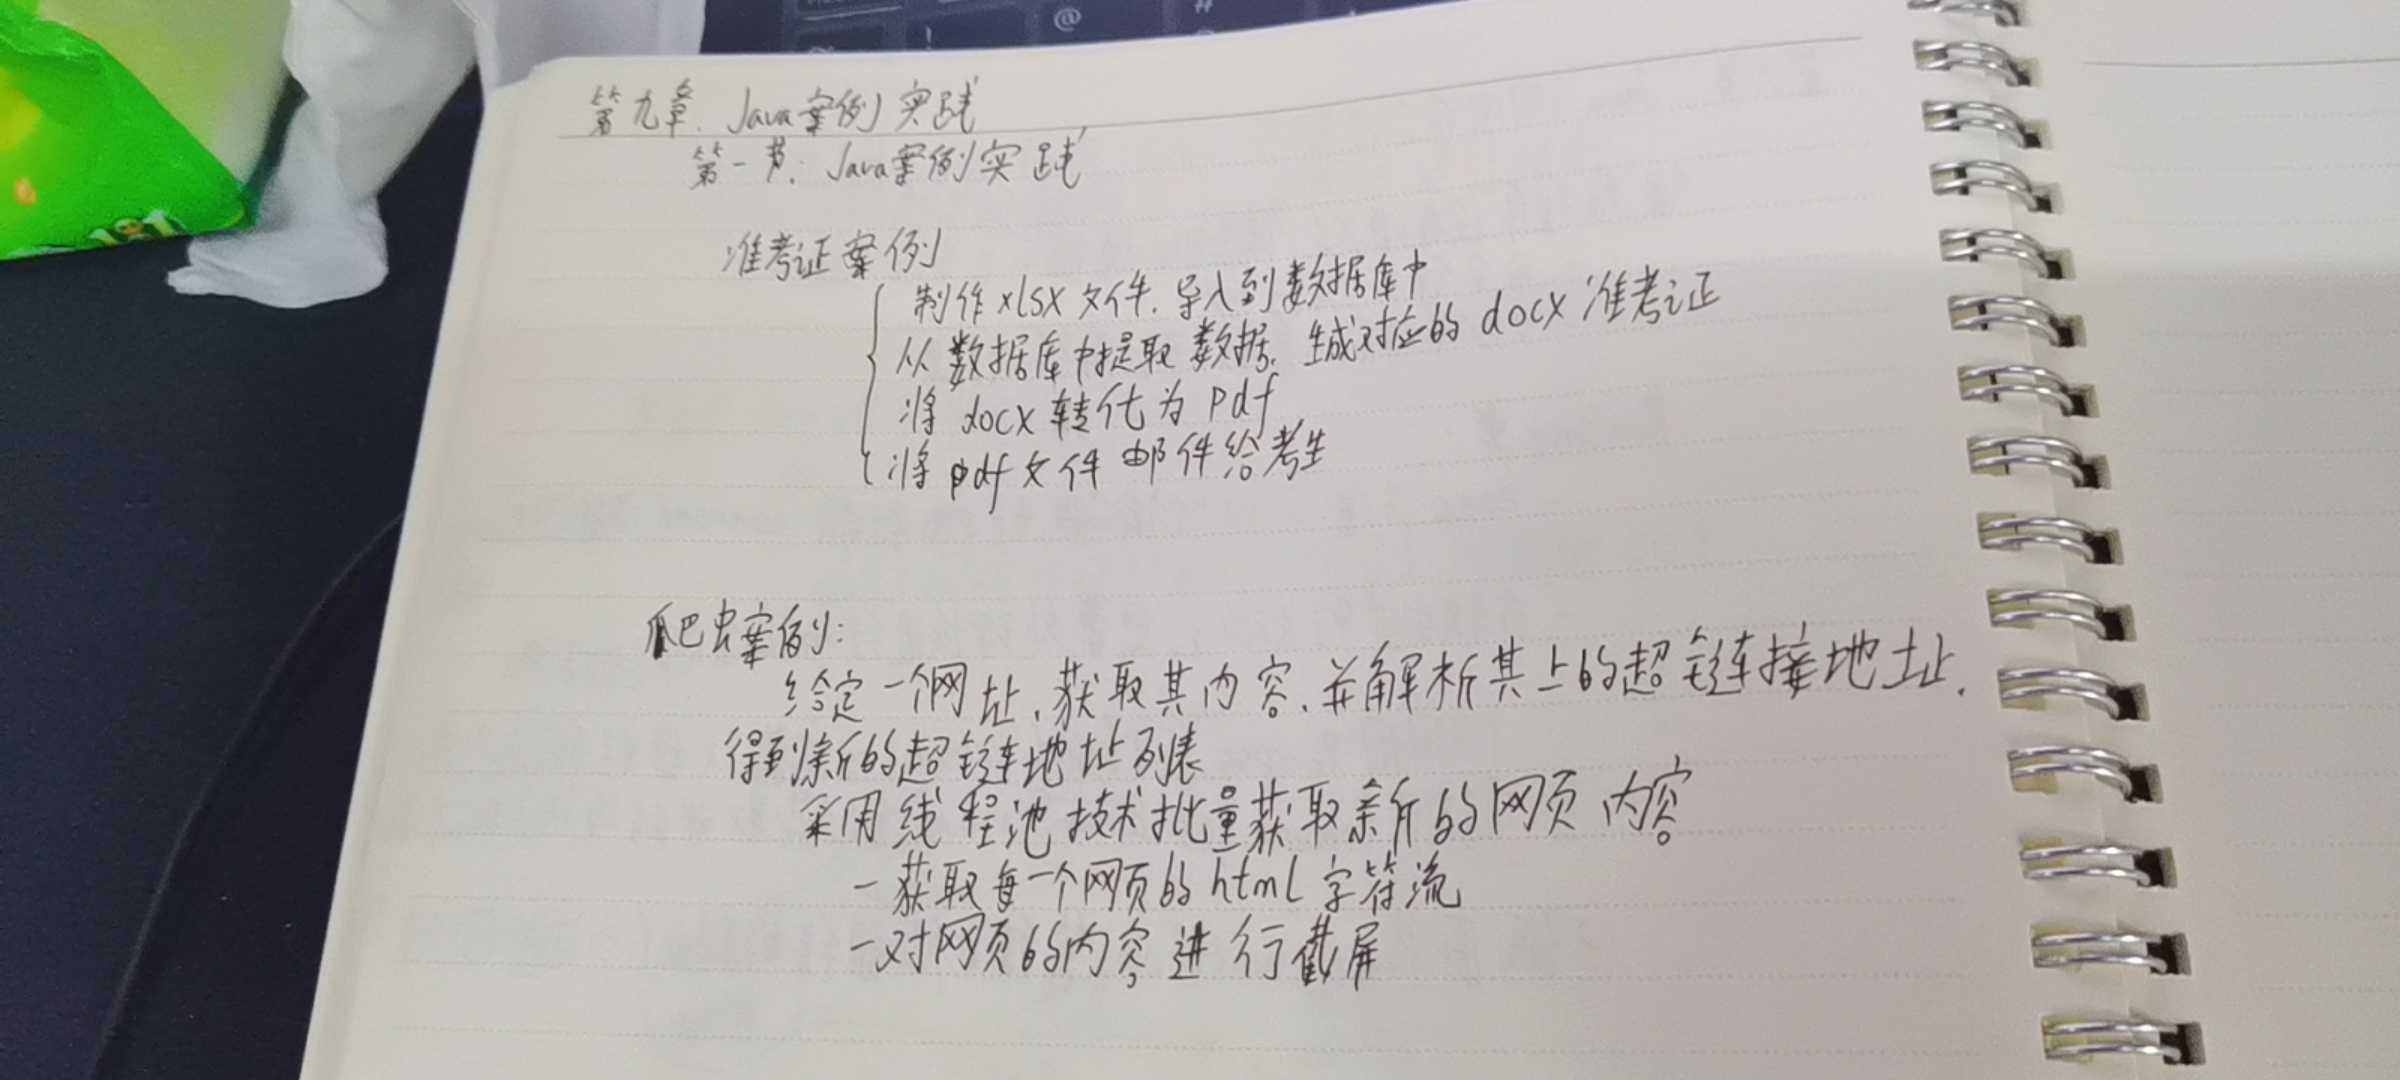 第九章. Java案例实践
第一节: Java案例实践
准考证案例
制作xlsx文件.导入到数据库中
从数据库中提取数据.生成对应的docx准考证
将docx转化为pdf
将pdf文件邮件给考生
爬虫案例:
给定一个网址.获取其内容.并解析其上的超链接地址.
得到新的超链地址列表
采用线程池技术批量获取新的网页内容
-获取每一个网页的html字符流
-对网页的内容进行截屏